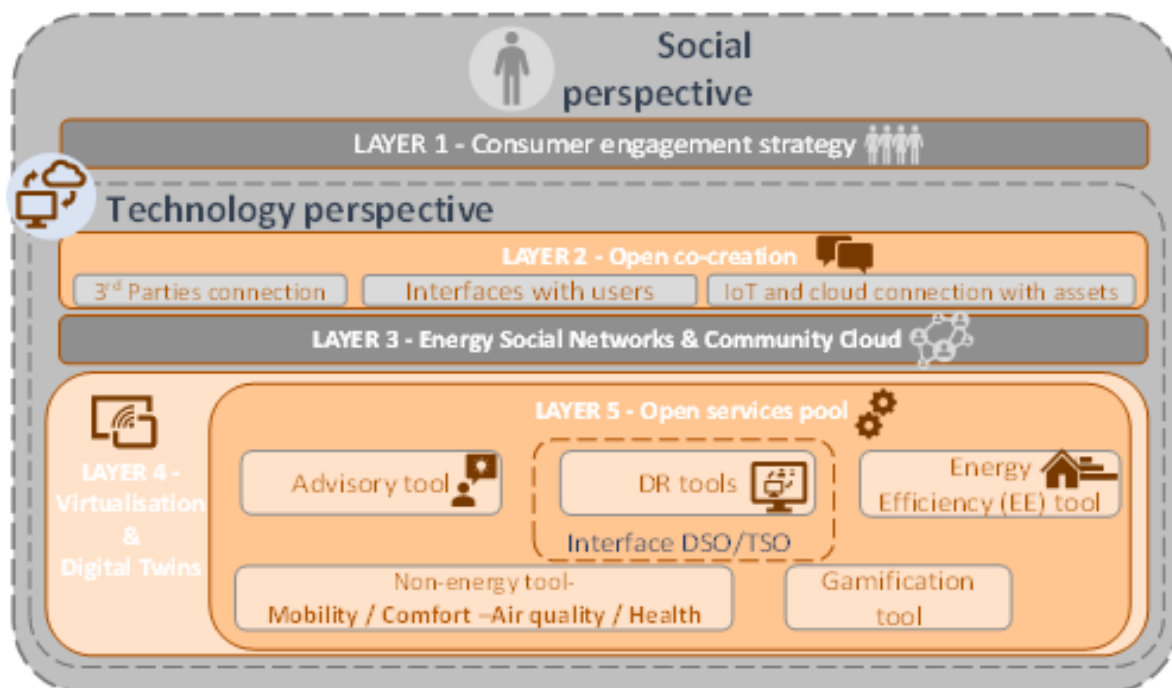 Social
perspective
LAYER 1 - Consumer engagement strategy
Technology perspective
LAYER 2 - Open co-creation
3rd Parties connection
Interfaces with users
IoT and cloud connection with assets
LAYER 3 - Energy Social Networks & Community Cloud
LAYER 4 -
Virtualisation
&
Digital Twins
LAYER 5 - Open services pool
Advisory tool
DR tools
Interface DSO/TSO
Energy
Efficiency (EE) tool
Non-energy tool-
Mobility / Comfort –Air quality / Health
Gamification
tool